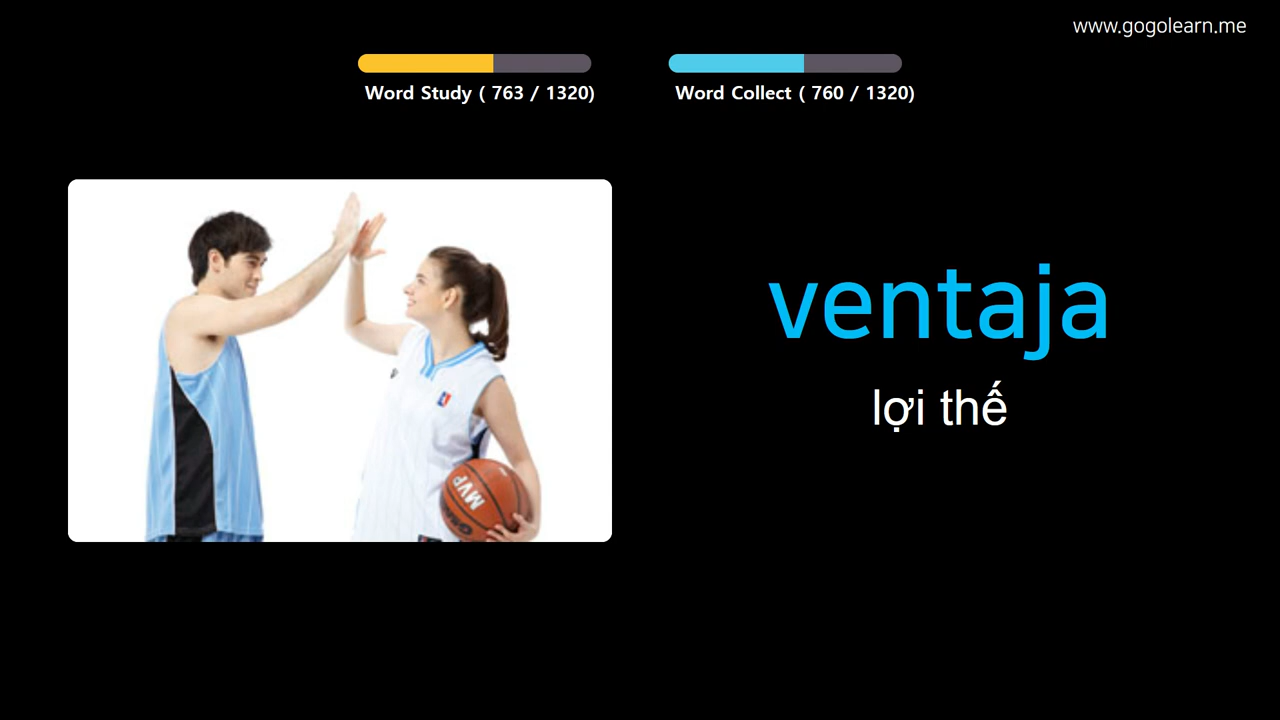 www.gogolearn.me
Word Study ( 763 / 1320)
Word Collect ( 760 / 1320)
ventaja
lợi thế
MVP